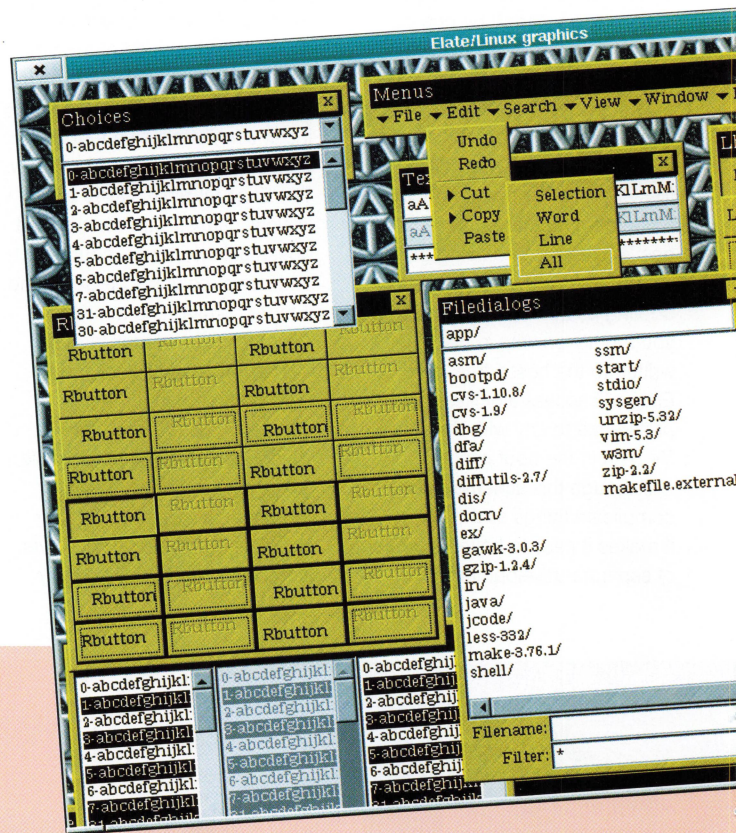 Elate/Linux graphics
Choices
0-abcdefghijklmnopqrstuvwxyz
0-abcdefghijklmnopqrstuvwxyz
1-abcdefghijklmnopqrstuvwxyz
2-abcdefghijklmnopqrstuvwxyz
3-abcdefghijklmnopqrstuvwxyz
4-abcdefghijklmnopqrstuvwxyz
5-abcdefghijklmnopqrstuvwxyz
6-abcdefghijklmnopqrstuvwxyz
7-abcdefghijklmnopqrstuvwxyz
31-abcdefghijklmnopqrstuvwxyz
30-abcdefghijklmnopqrstuvwxyz
Menus
File Edit Search View Window
Undo
Redo
Cut
Copy
Paste
Selection
Word
Line
All
Rbutton Rbutton Rbutton Rbutton
Rbutton Rbutton Rbutton Rbutton
Rbutton Rbutton Rbutton Rbutton
Rbutton Rbutton Rbutton Rbutton
Rbutton Rbutton Rbutton Rbutton
Rbutton Rbutton Rbutton Rbutton
Rbutton Rbutton Rbutton Rbutton
Rbutton Rbutton Rbutton Rbutton
Filedialogs
app/
asm/
bootpd/
cvs-1.10.8/
cvs-1.9/
dbg/
dfa/
diff/
diffutils-2.7/
dis/
docn/
ex/
gawk-3.0.3/
gzip-1.2.4/
in/
java/
jcode/
less-332/
make-3.76.1/
shell/
ssm/
start/
stdio/
sysgen/
unzip-5.32/
vim-5.3/
w3m/
zip-2.2/
makefile.external
Filename:
Filter: *
0-abcdefghijkl
1-abcdefghijkl
2-abcdefghijkl
3-abcdefghijkl
4-abcdefghijkl
5-abcdefghijkl
6-abcdefghijkl
7-abcdefghijkl
0-abcdefghijkl
1-abcdefghijkl
2-abcdefghijkl
3-abcdefghijkl
4-abcdefghijkl
5-abcdefghijkl
6-abcdefghijkl
7-abcdefghijkl
0-abcdefghij
1-abcdefghij
2-abcdefghij
3-abcdefghij
4-abcdefghij
5-abcdefghij
6-abcdefghij
7-abcdefghij